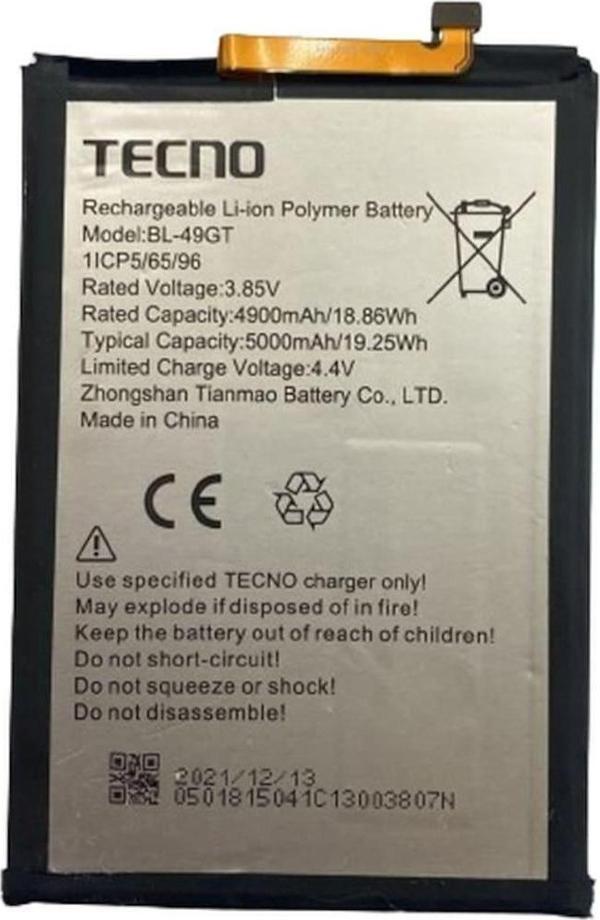 TECNO
Rechargeable Li-ion Polymer Battery
Model:BL-49GT
1ICP5/65/96
Rated Voltage:3.85V
Rated Capacity:4900mAh/18.86Wh
Typical Capacity:5000mAh/19.25Wh
Limited Charge Voltage:4.4V
Zhongshan Tianmao Battery Co., LTD.
Made in China
CE
Use specified TECNO charger only!
May explode if disposed of in fire!
Keep the battery out of reach of children!
Do not short-circuit!
Do not squeeze or shock!
Do not disassemble!
2021/12/13
0501815041C13003807N